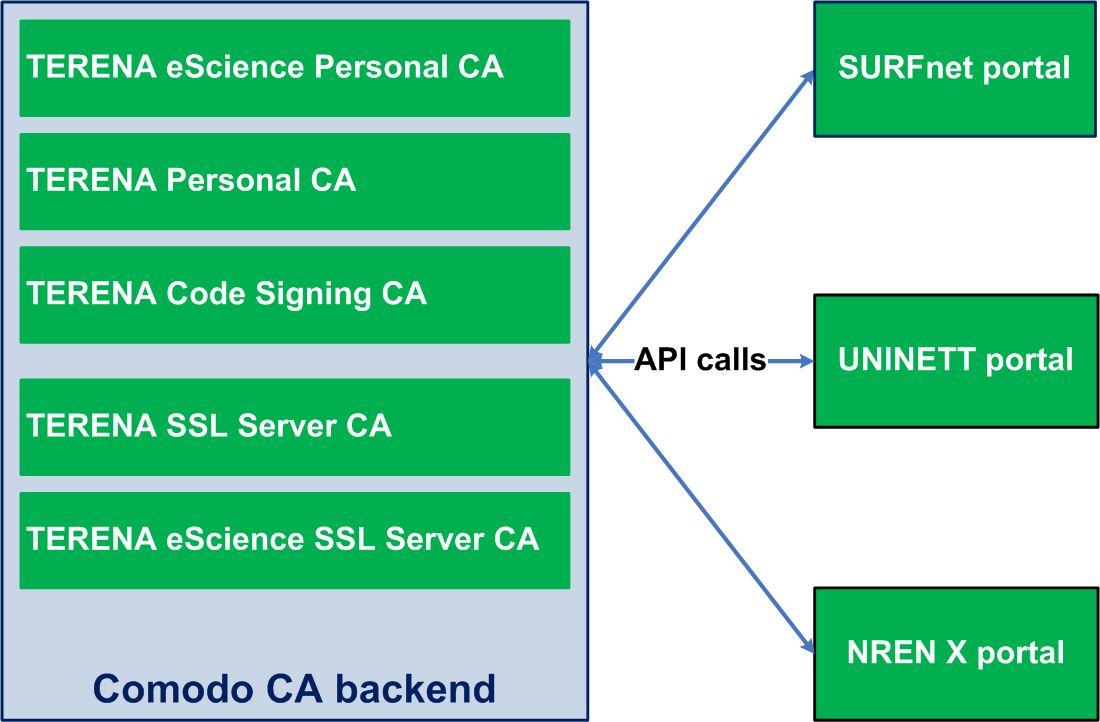 TERENA eScience Personal CA
TERENA Personal CA
TERENA Code Signing CA
TERENA SSL Server CA
TERENA eScience SSL Server CA
Comodo CA backend
API calls
SURFnet portal
UNINETT portal
NREN X portal